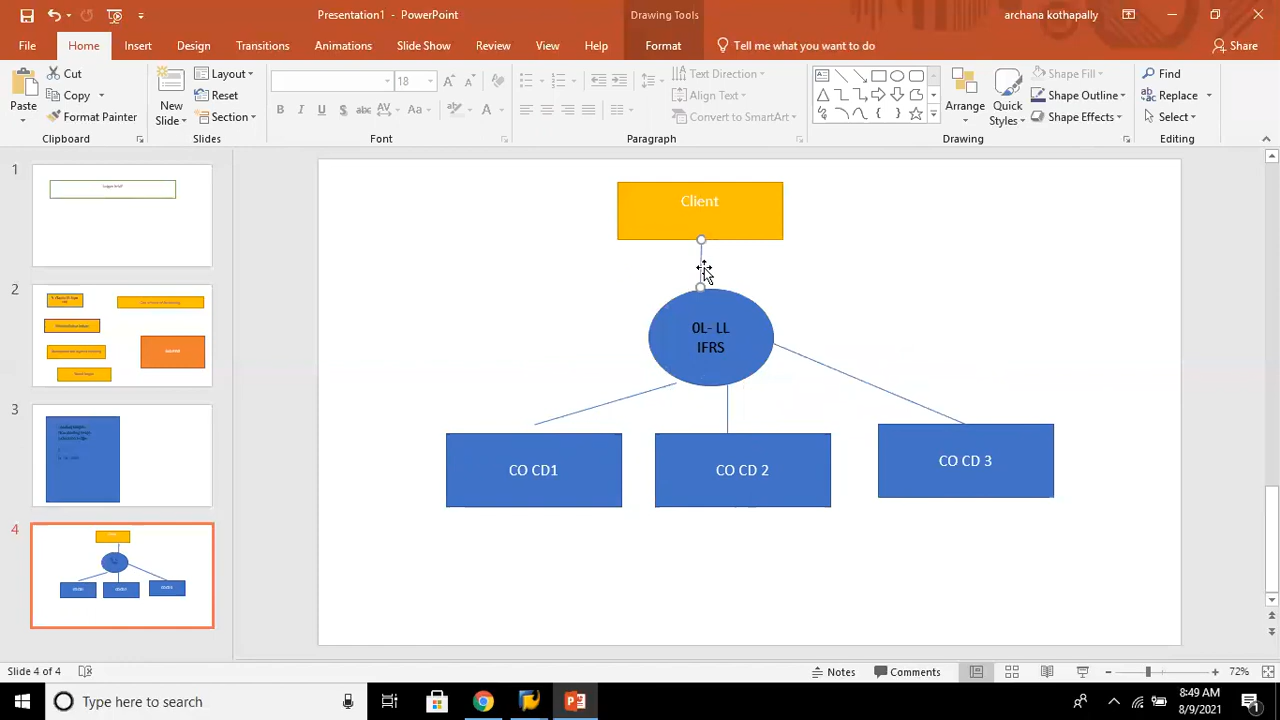 Presentation1 - PowerPoint
Drawing Tools
archana kothapally
File
Home
Insert
Design
Transitions
Animations
Slide Show
Review
View
Help
Format
Tell me what you want to do
Share
Paste
Cut
Copy
Format Painter
Clipboard
New
Slide
Layout
Reset
Section
Slides
18
B I U S abc AV Aa A
Font
Text Direction
Align Text
Convert to SmartArt
Paragraph
Arrange
Quick
Styles
Shape Fill
Shape Outline
Shape Effects
Drawing
Find
Replace
Select
Editing
1
2
3
4
Client
0L- LL
IFRS
CO CD1
CO CD 2
CO CD 3
Slide 4 of 4
Notes
Comments
72%
Type here to search
8:49 AM
8/9/2021
1